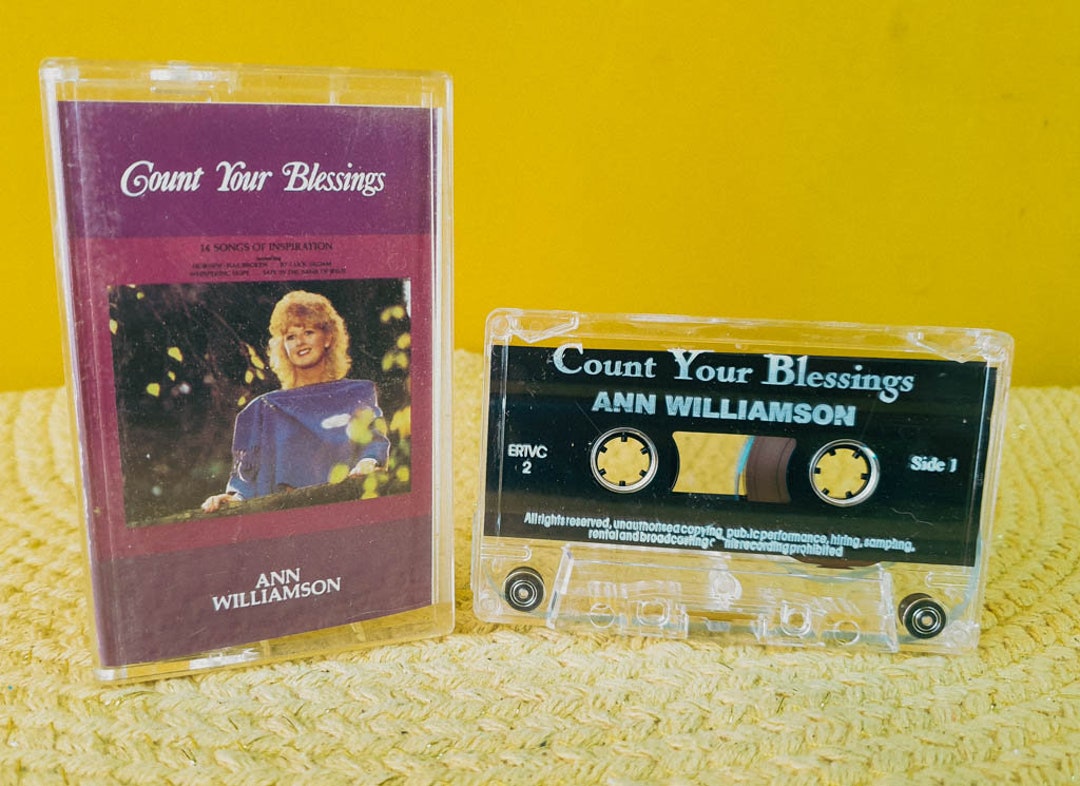 Count Your Blessings
14 SONGS OF INSPIRATION
ANN
WILLIAMSON
Count Your Blessings
ANN WILLIAMSON
ERTVC
2
Side 1
All rights reserved, unauthorised copying, public performance, hiring, sampling,
rental and broadcasting recording prohibited